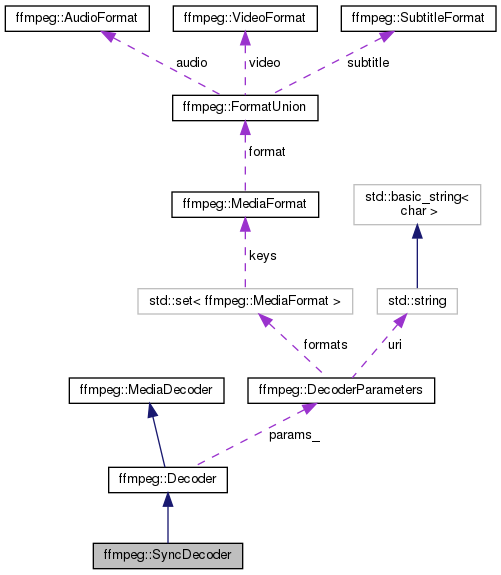 ffmpeg::AudioFormat
ffmpeg::VideoFormat
ffmpeg::SubtitleFormat
audio
video
subtitle
ffmpeg::FormatUnion
format
ffmpeg::MediaFormat
std::basic_string<
char >
keys
std::set< ffmpeg::MediaFormat >
std::string
formats
uri
ffmpeg::MediaDecoder
ffmpeg::DecoderParameters
params_
ffmpeg::Decoder
ffmpeg::SyncDecoder